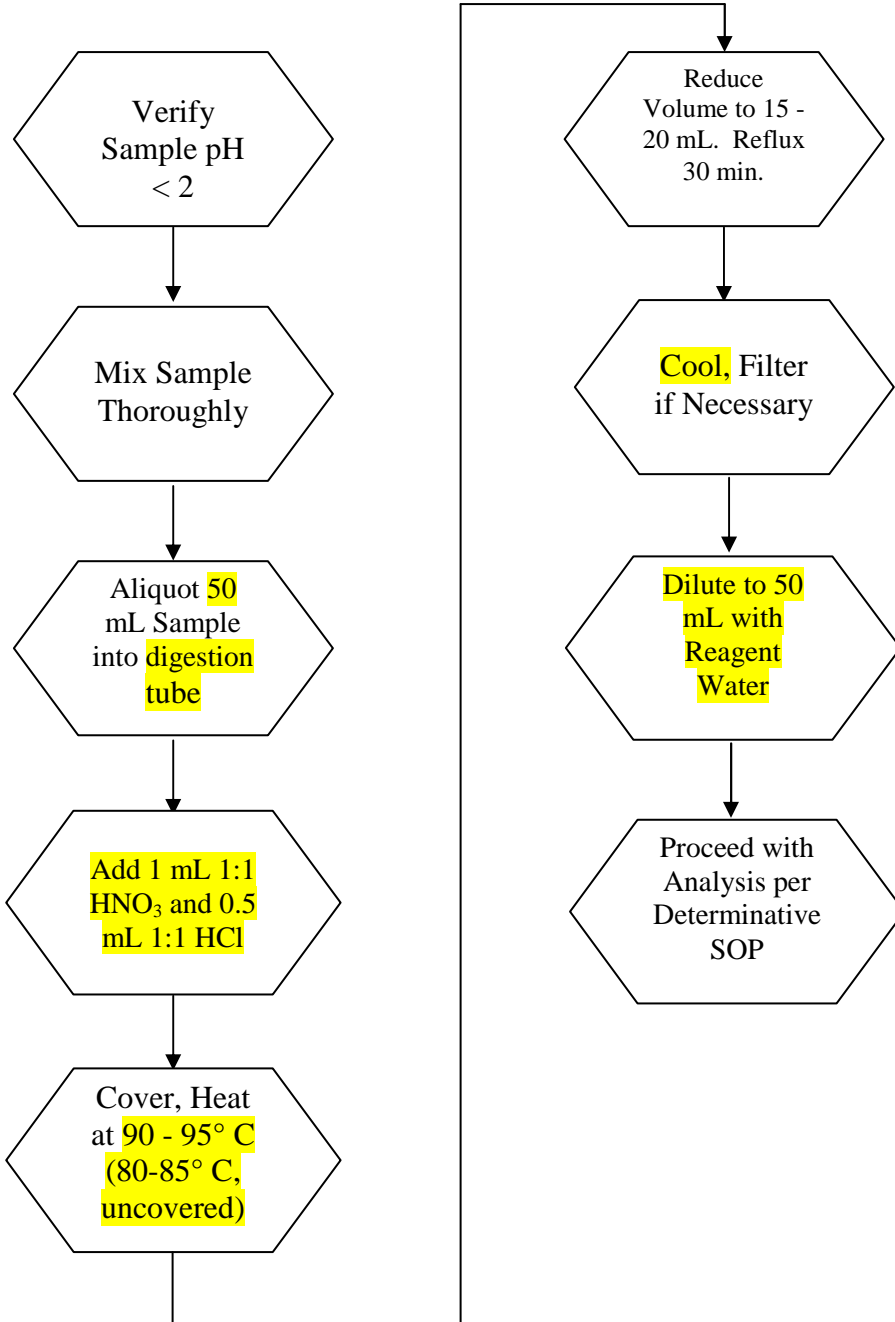 Verify
Sample pH
< 2
Mix Sample
Thoroughly
Aliquot 50
mL Sample
into digestion
tube
Add 1 mL 1:1
HNO₃ and 0.5
mL 1:1 HCl
Cover, Heat
at 90 - 95° C
(80-85° C,
uncovered)
Reduce
Volume to 15 -
20 mL.  Reflux
30 min.
Cool, Filter
if Necessary
Dilute to 50
mL with
Reagent
Water
Proceed with
Analysis per
Determinative
SOP